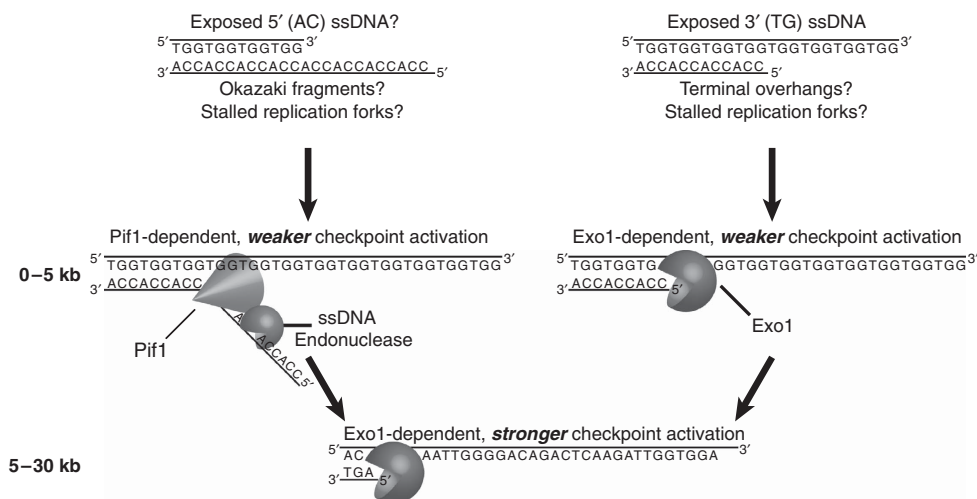 Exposed 5′ (AC) ssDNA?
5′ TGGTGGTGGTGG 3′
3′ ACCACCACCACCACCACCACCACC 5′
Okazaki fragments?
Stalled replication forks?
Exposed 3′ (TG) ssDNA
5′ TGGTGGTGGTGGTGGTGGTGGTGG 3′
3′ ACCACCACCACC 5′
Terminal overhangs?
Stalled replication forks?
0–5 kb
Pif1-dependent, weaker checkpoint activation
5′ TGGTGGTGGTGGTGGTGGTGGTGGTGGTGGTGGTGG 3′
3′ ACCACCACC
A ACCACC 5′
Pif1
ssDNA
Endonuclease
Exo1-dependent, weaker checkpoint activation
5′ TGGTGGTG GGTGGTGGTGGTGGTGGTGGTGG 3′
3′ ACCACCACC 5′
Exo1
5–30 kb
Exo1-dependent, stronger checkpoint activation
5′ AC AATTGGGGACAGACTCAAGATTGGTGGA 3′
3′ TGA 5′